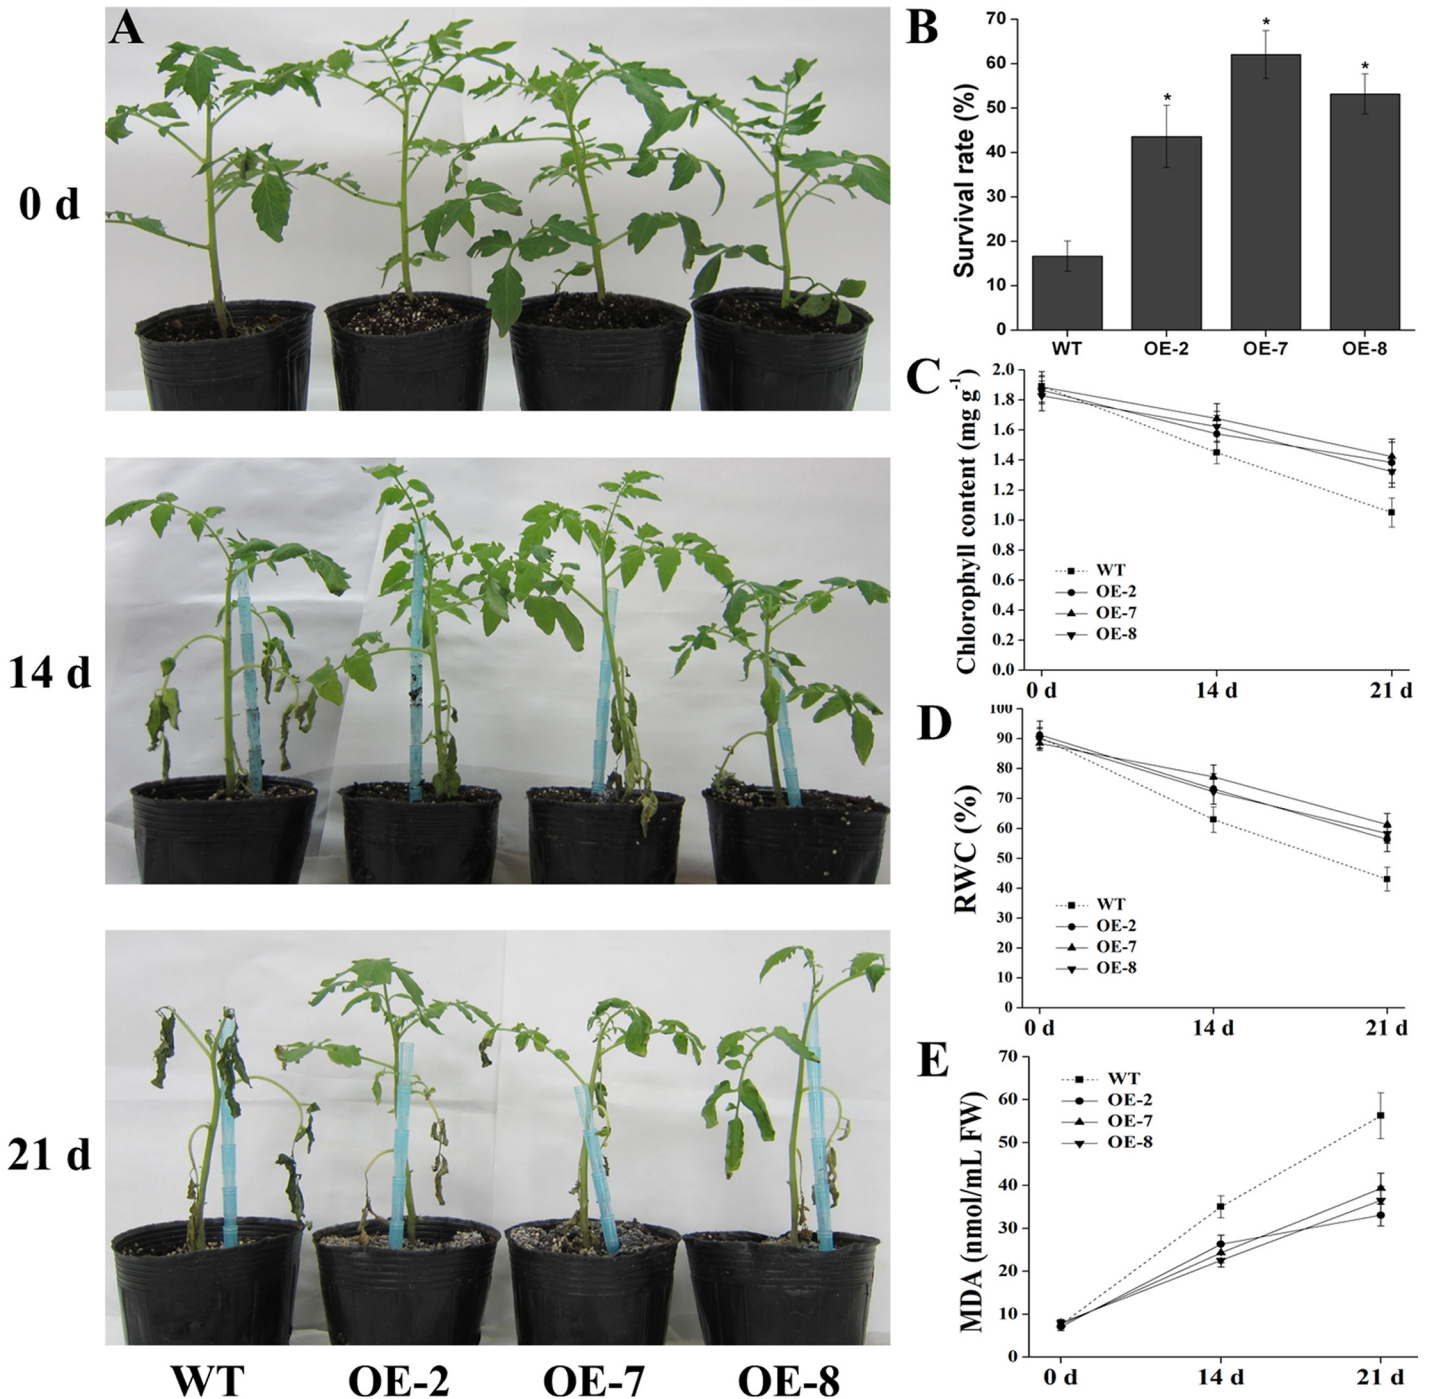 A
0 d
14 d
21 d
WT OE-2 OE-7 OE-8
B
Survival rate (%)
70
60
50
40
30
20
10
0
* * * 
WT OE-2 OE-7 OE-8
C
Chlorophyll content (mg g-1)
2.0
1.8
1.6
1.4
1.2
1.0
0.8
0.6
0.4
0.2
0.0
WT
OE-2
OE-7
OE-8
0 d 14 d 21 d
D
RWC (%)
100
90
80
70
60
50
40
30
20
10
0
WT
OE-2
OE-7
OE-8
0 d 14 d 21 d
E
MDA (nmol/mL FW)
70
60
50
40
30
20
10
0
WT
OE-2
OE-7
OE-8
0 d 14 d 21 d